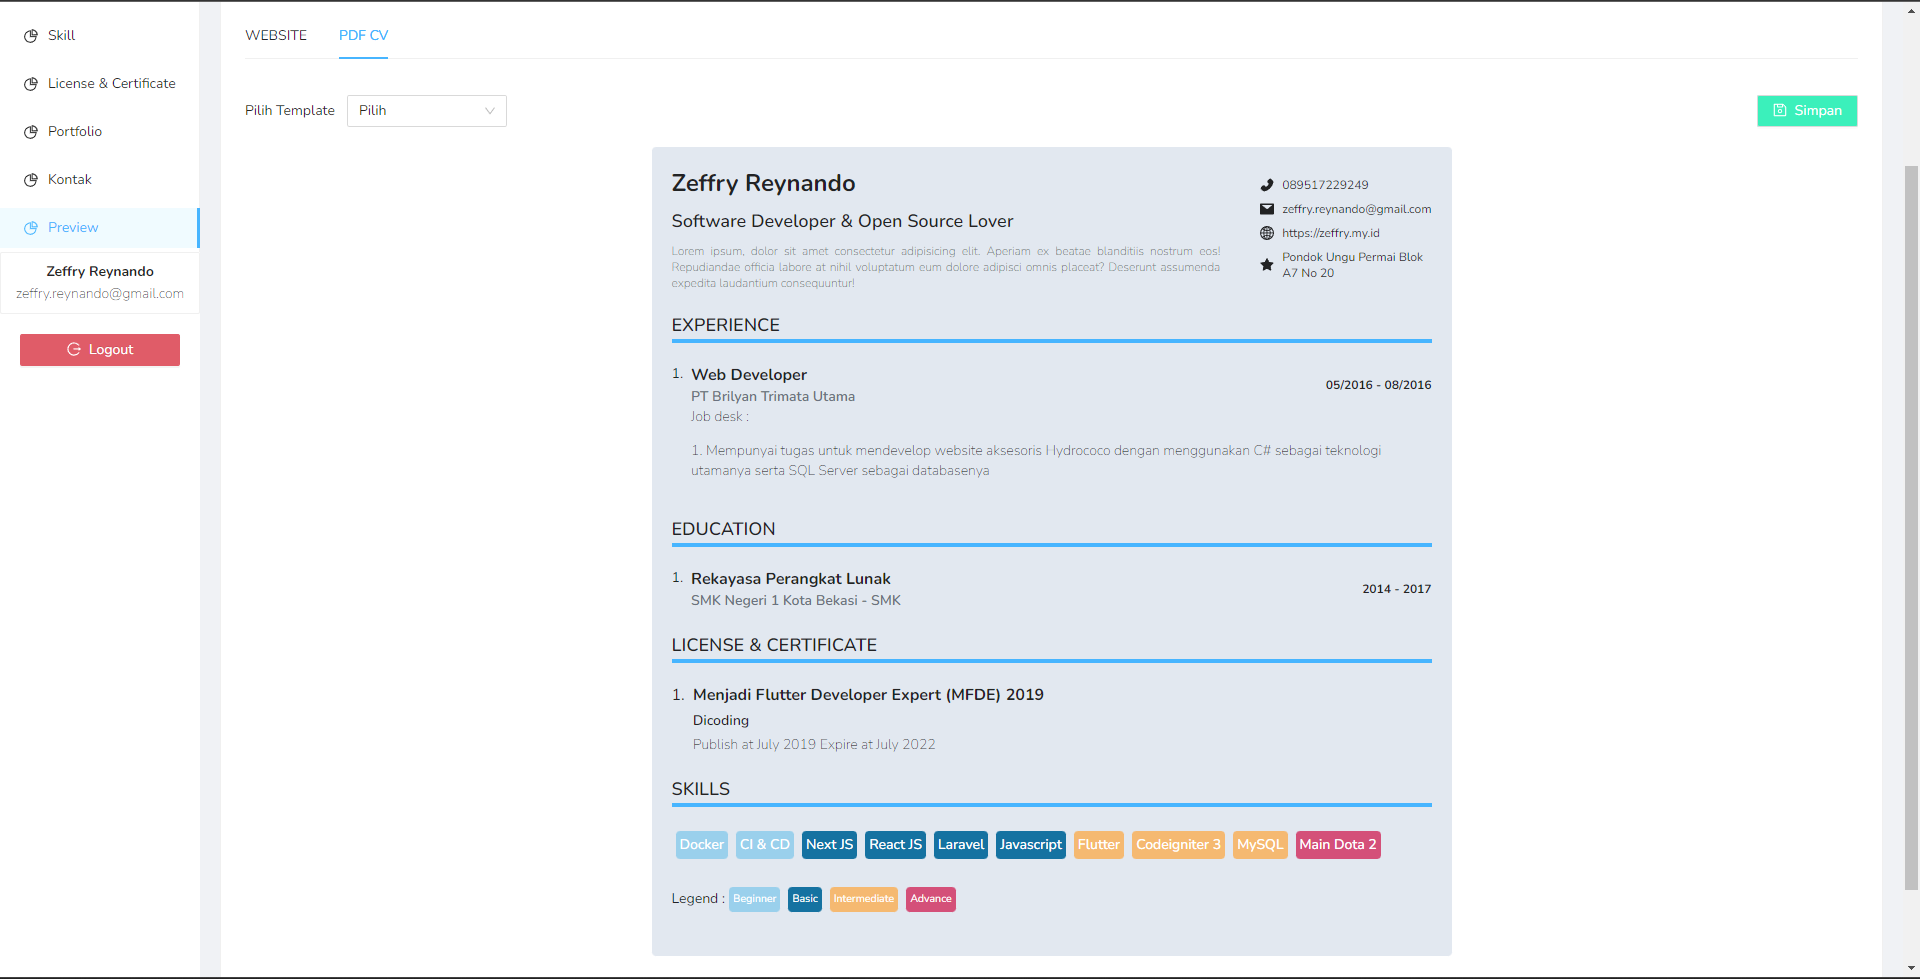 Skill
License & Certificate
Portfolio
Kontak
Preview
Zeffry Reynando
zeffry.reynando@gmail.com
Logout
WEBSITE PDF CV
Pilih Template Pilih
Simpan
Zeffry Reynando
Software Developer & Open Source Lover
Lorem ipsum, dolor sit amet consectetur adipisicing elit. Aperiam ex beatae blanditiis nostrum eos!
Repudiandae officia labore at nihil voluptatum eum dolore adipisci omnis placeat? Deserunt assumenda
expedita laudantium consequuntur!
089517229249
zeffry.reynando@gmail.com
https://zeffry.my.id
Pondok Ungu Permai Blok
A7 No 20
EXPERIENCE
1. Web Developer
PT Brilyan Trimata Utama
05/2016 - 08/2016
Job desk :
1. Mempunyai tugas untuk mendevelop website aksesoris Hydrococo dengan menggunakan C# sebagai teknologi
utamanya serta SQL Server sebagai databasenya
EDUCATION
1. Rekayasa Perangkat Lunak
SMK Negeri 1 Kota Bekasi - SMK
2014 - 2017
LICENSE & CERTIFICATE
1. Menjadi Flutter Developer Expert (MFDE) 2019
Dicoding
Publish at July 2019 Expire at July 2022
SKILLS
Docker CI & CD Next JS React JS Laravel Javascript Flutter Codeigniter 3 MySQL Main Dota 2
Legend : Beginner Basic Intermediate Advance